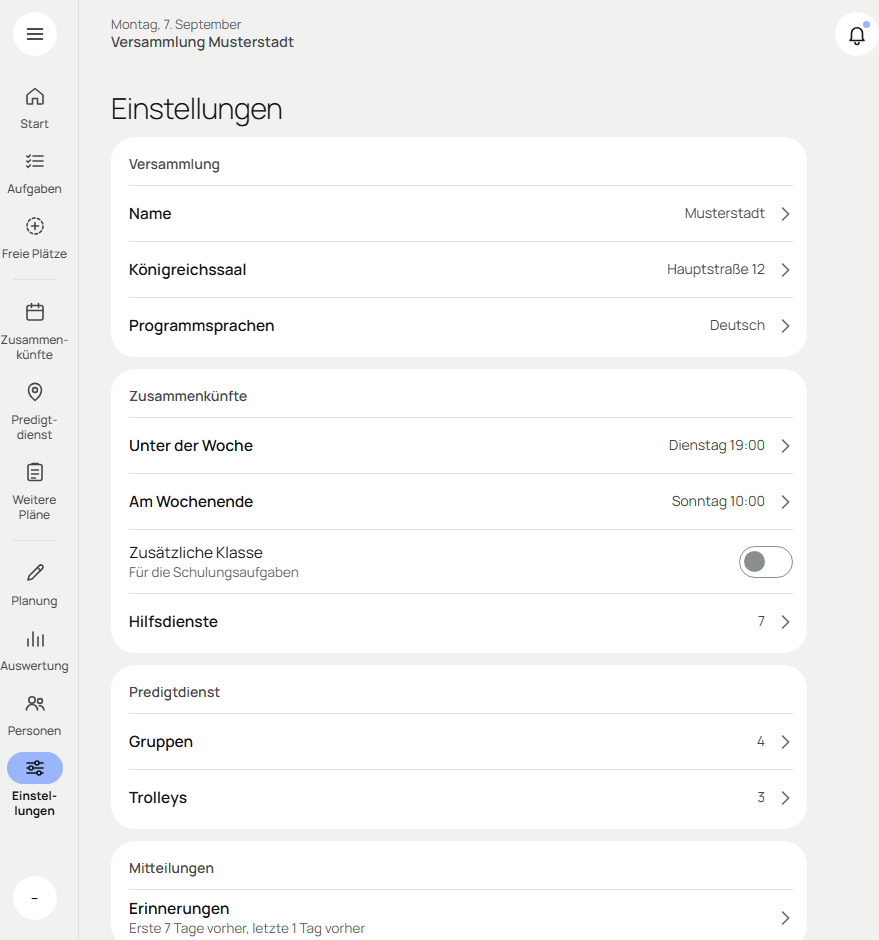 Montag, 7. September
Versammlung Musterstadt
Start
Aufgaben
Freie Plätze
Zusammen-
künfte
Predigt-
dienst
Weitere
Pläne
Planung
Auswertung
Personen
Einstel-
lungen
–
Einstellungen
Versammlung
Name Musterstadt
Königreichssaal Hauptstraße 12
Programmsprachen Deutsch
Zusammenkünfte
Unter der Woche Dienstag 19:00
Am Wochenende Sonntag 10:00
Zusätzliche Klasse
Für die Schulungsaufgaben
Hilfsdienste 7
Predigtdienst
Gruppen 4
Trolleys 3
Mitteilungen
Erinnerungen
Erste 7 Tage vorher, letzte 1 Tag vorher